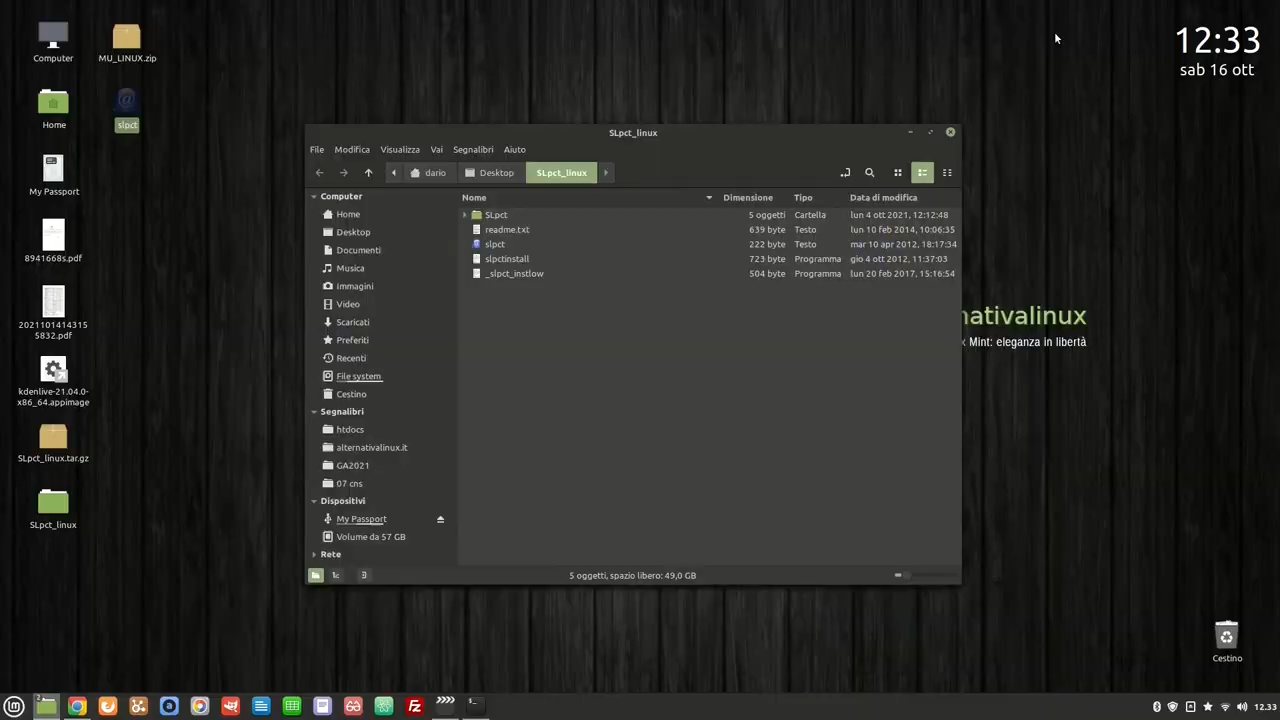 12:33
sab 16 ott
Computer
MU_LINUX.zip
Home
slpct
My Passport
8941668s.pdf
2021101414315
5832.pdf
kdenlive-21.04.0-
x86_64.appimage
SLpct_linux.tar.gz
SLpct_linux
SLpct_linux
File Modifica Visualizza Vai Segnalibri Aiuto
dario Desktop SLpct_linux
Computer
Home
Desktop
Documenti
Musica
Immagini
Video
Scaricati
Preferiti
Recenti
File system
Cestino
Segnalibri
htdocs
alternativalinux.it
GA2021
07 cns
Dispositivi
My Passport
Volume da 57 GB
Rete
Nome Dimensione Tipo Data di modifica
SLpct 5 oggetti Cartella lun 4 ott 2021, 12:12:48
readme.txt 639 byte Testo lun 10 feb 2014, 10:06:35
slpct 222 byte Testo mar 10 apr 2012, 18:17:34
slpctinstall 723 byte Programma gio 4 ott 2012, 11:37:03
_slpct_instlow 504 byte Programma lun 20 feb 2017, 15:16:54
5 oggetti, spazio libero: 49,0 GB
nativalinux
x Mint: eleganza in libertà
Cestino
12.33